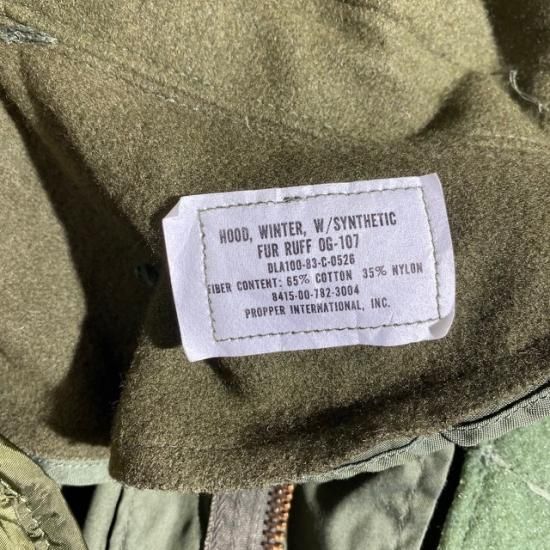 HOOD, WINTER, W/SYNTHETIC
FUR RUFF OG-107
DLA100-83-C-0526
FIBER CONTENT: 65% COTTON 35% NYLON
8415-00-782-3004
PROPPER INTERNATIONAL, INC.